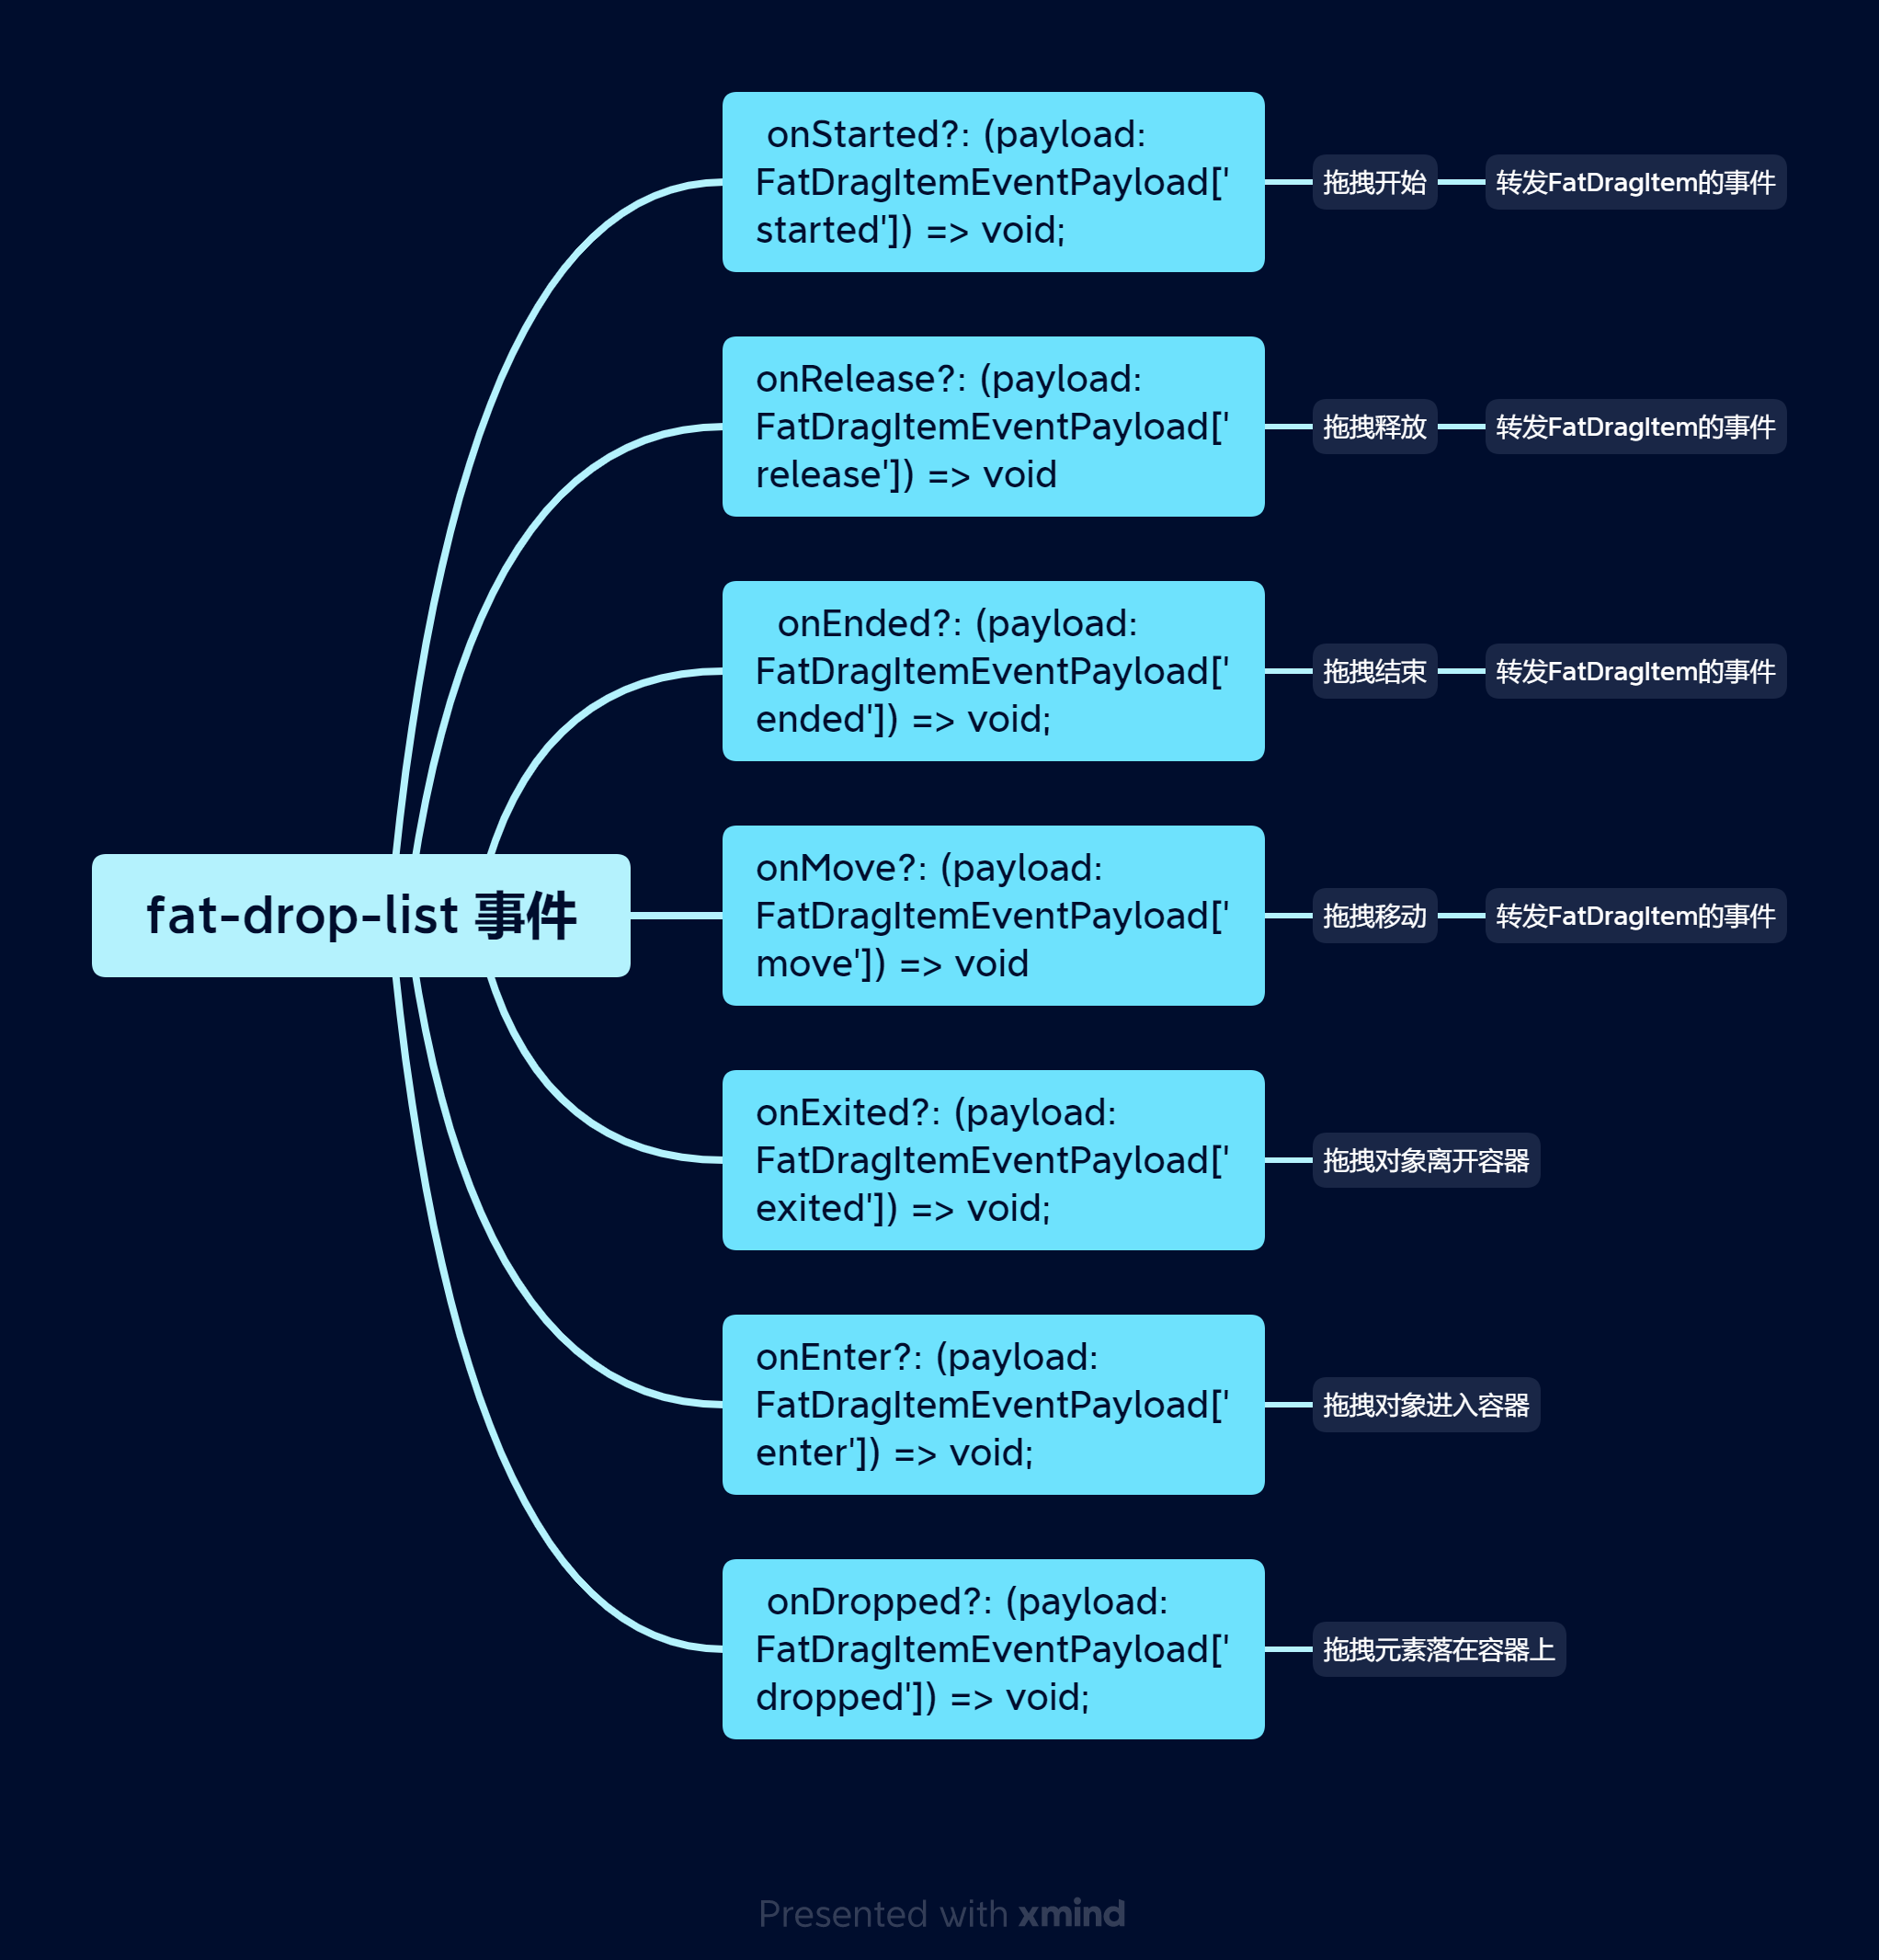 fat-drop-list 事件
onStarted?: (payload:
FatDragItemEventPayload['
started']) => void;
拖拽开始
转发FatDragItem的事件
onRelease?: (payload:
FatDragItemEventPayload['
release']) => void
拖拽释放
转发FatDragItem的事件
onEnded?: (payload:
FatDragItemEventPayload['
ended']) => void;
拖拽结束
转发FatDragItem的事件
onMove?: (payload:
FatDragItemEventPayload['
move']) => void
拖拽移动
转发FatDragItem的事件
onExited?: (payload:
FatDragItemEventPayload['
exited']) => void;
拖拽对象离开容器
onEnter?: (payload:
FatDragItemEventPayload['
enter']) => void;
拖拽对象进入容器
onDropped?: (payload:
FatDragItemEventPayload['
dropped']) => void;
拖拽元素落在容器上
Presented with xmind